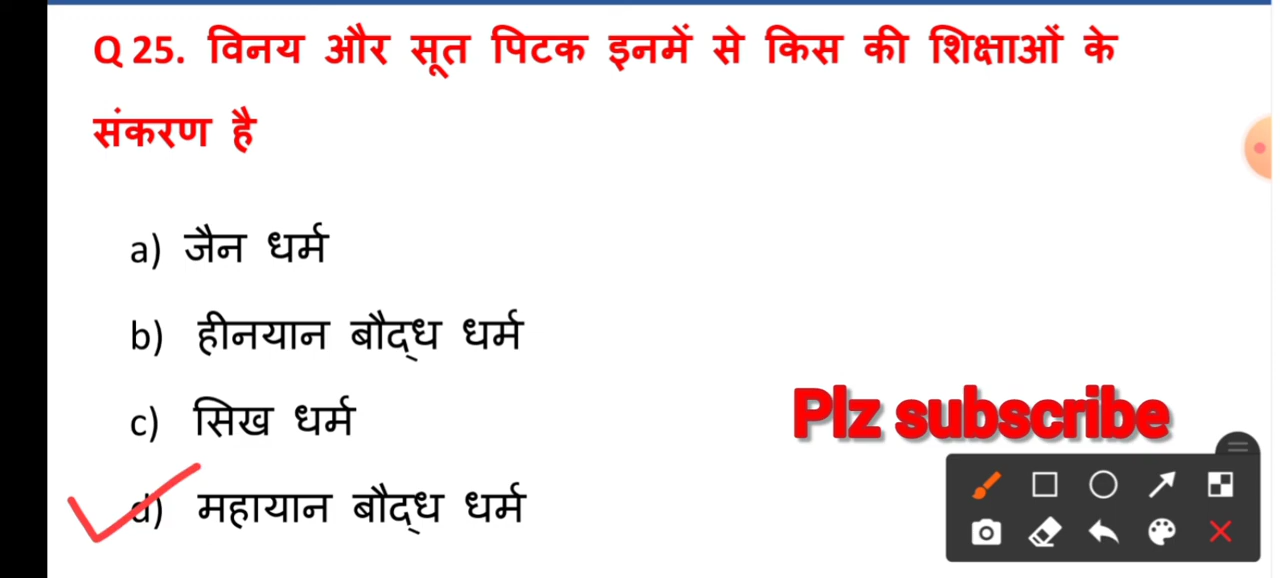 Q 25. विनय और सूत पिटक इनमें से किस की शिक्षाओं के
संकरण है
a) जैन धर्म
b) हीनयान बौद्ध धर्म
c) सिख धर्म
Plz subscribe
d) महायान बौद्ध धर्म